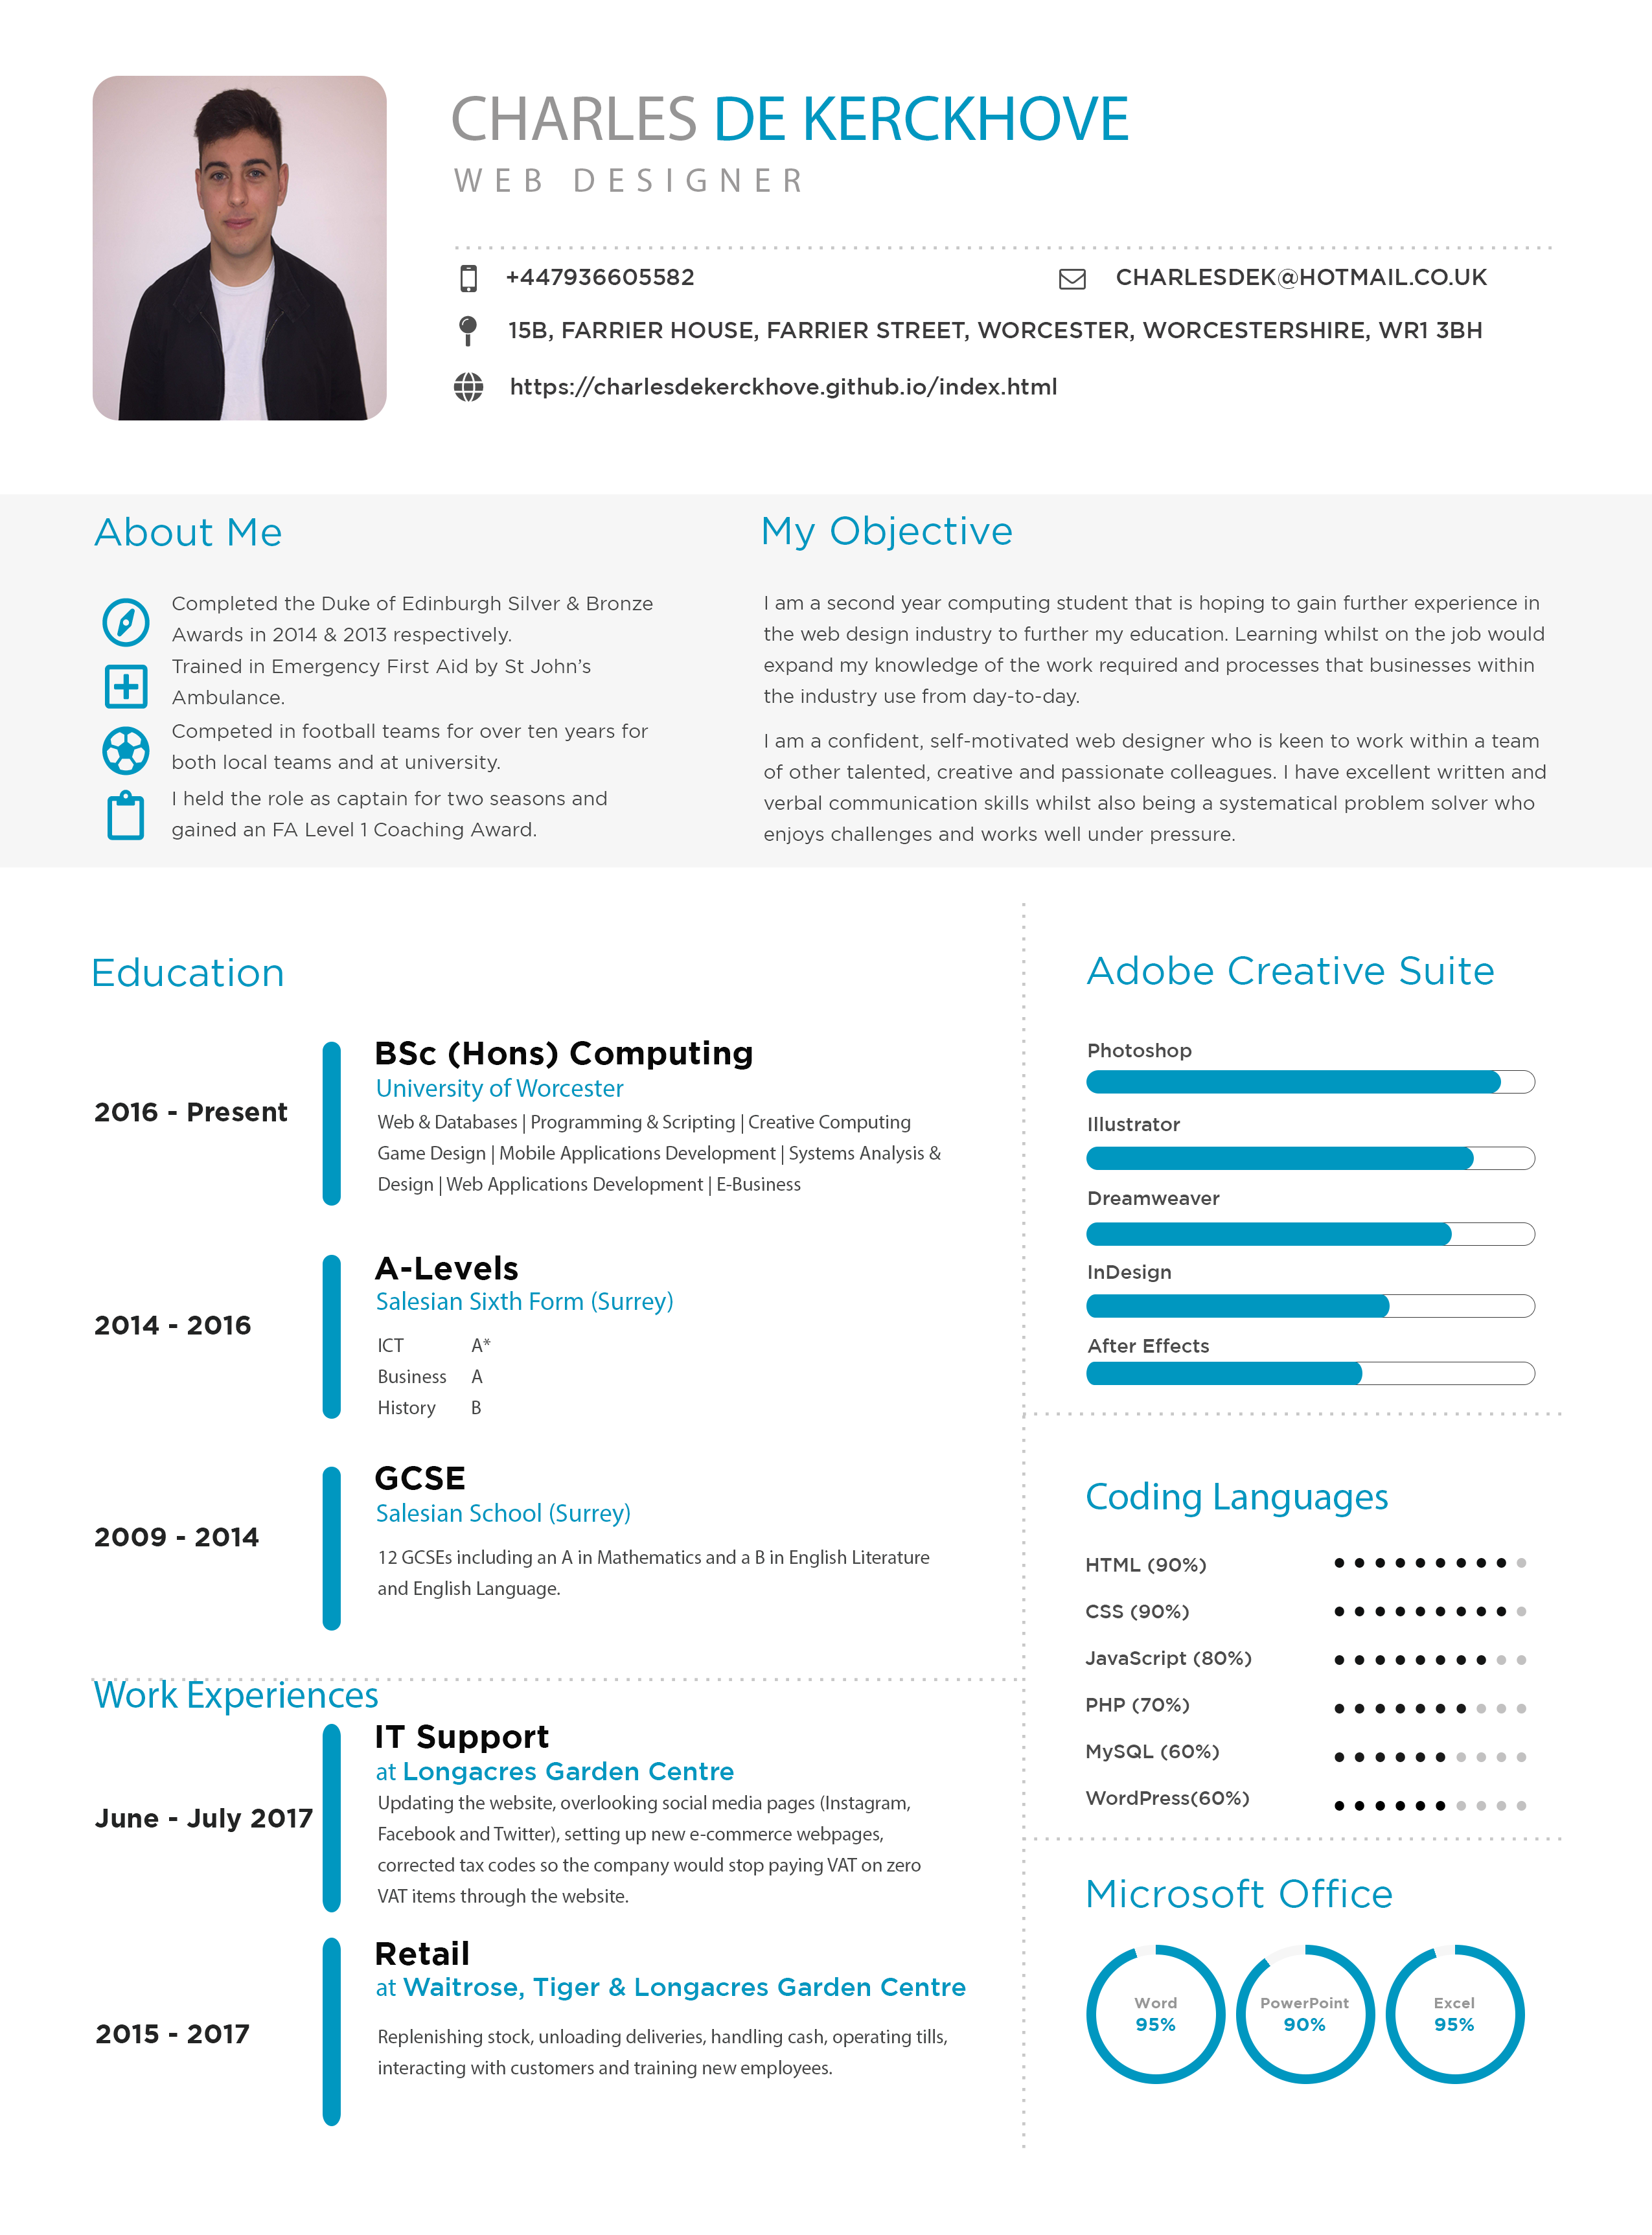 CHARLES DE KERCKHOVE
WEB DESIGNER
+447936605582
CHARLESDEK@HOTMAIL.CO.UK
15B, FARRIER HOUSE, FARRIER STREET, WORCESTER, WORCESTERSHIRE, WR1 3BH
https://charlesdekerckhove.github.io/index.html
About Me
Completed the Duke of Edinburgh Silver & Bronze
Awards in 2014 & 2013 respectively.
Trained in Emergency First Aid by St John's
Ambulance.
Competed in football teams for over ten years for
both local teams and at university.
I held the role as captain for two seasons and
gained an FA Level 1 Coaching Award.
My Objective
I am a second year computing student that is hoping to gain further experience in
the web design industry to further my education. Learning whilst on the job would
expand my knowledge of the work required and processes that businesses within
the industry use from day-to-day.
I am a confident, self-motivated web designer who is keen to work within a team
of other talented, creative and passionate colleagues. I have excellent written and
verbal communication skills whilst also being a systematical problem solver who
enjoys challenges and works well under pressure.
Education
2016 - Present
BSc (Hons) Computing
University of Worcester
Web & Databases | Programming & Scripting | Creative Computing
Game Design | Mobile Applications Development | Systems Analysis &
Design | Web Applications Development | E-Business
2014 - 2016
A-Levels
Salesian Sixth Form (Surrey)
ICT A*
Business A
History B
2009 - 2014
GCSE
Salesian School (Surrey)
12 GCSEs including an A in Mathematics and a B in English Literature
and English Language.
Work Experiences
June - July 2017
IT Support
at Longacres Garden Centre
Updating the website, overlooking social media pages (Instagram,
Facebook and Twitter), setting up new e-commerce webpages,
corrected tax codes so the company would stop paying VAT on zero
VAT items through the website.
2015 - 2017
Retail
at Waitrose, Tiger & Longacres Garden Centre
Replenishing stock, unloading deliveries, handling cash, operating tills,
interacting with customers and training new employees.
Adobe Creative Suite
Photoshop
Illustrator
Dreamweaver
InDesign
After Effects
Coding Languages
HTML (90%)
CSS (90%)
JavaScript (80%)
PHP (70%)
MySQL (60%)
WordPress(60%)
Microsoft Office
Word
95%
PowerPoint
90%
Excel
95%